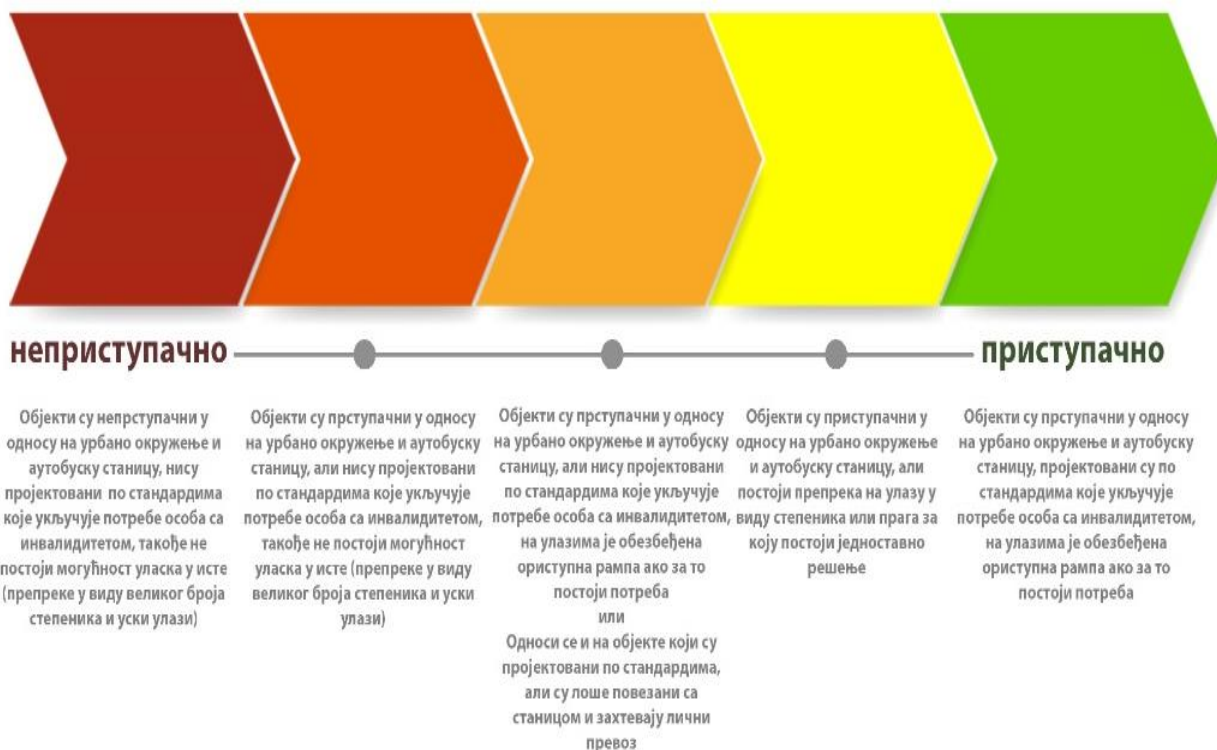 неприступачно
приступачно
Објекти су непрступачни у
односу на урбано окружење и
аутобуску станицу, нису
пројектовани по стандардима
које укључује потребе особа са
инвалидитетом, такође не
постоји могућност уласка у исте
(препреке у виду великог броја
степеника и уски улази)
Објекти су прступачни у односу
на урбано окружење и аутобуску
станицу, али нису пројектовани
по стандардима које укључује
потребе особа са инвалидитетом,
такође не постоји могућност
уласка у исте (препреке у виду
великог броја степеника и уски
улази)
Објекти су прступачни у односу
на урбано окружење и аутобуску
станицу, али нису пројектовани
по стандардима које укључује
потребе особа са инвалидитетом,
на улазима је обезбеђена
ориступна рампа ако за то
постоји потреба
или
Односи се и на објекте који су
пројектовани по стандардима,
али су лоше повезани са
станицом и захтевају лични
превоз
Објекти су приступачни у
односу на урбано окружење
и аутобуску станицу, али
постоји препрека на улазу у
виду степеника или прага за
коју постоји једноставно
решење
Објекти су прступачни у односу
на урбано окружење и аутобуску
станицу, пројектовани су по
стандардима које укључује
потребе особа са инвалидитетом,
на улазима је обезбеђена
ориступна рампа ако за то
постоји потреба